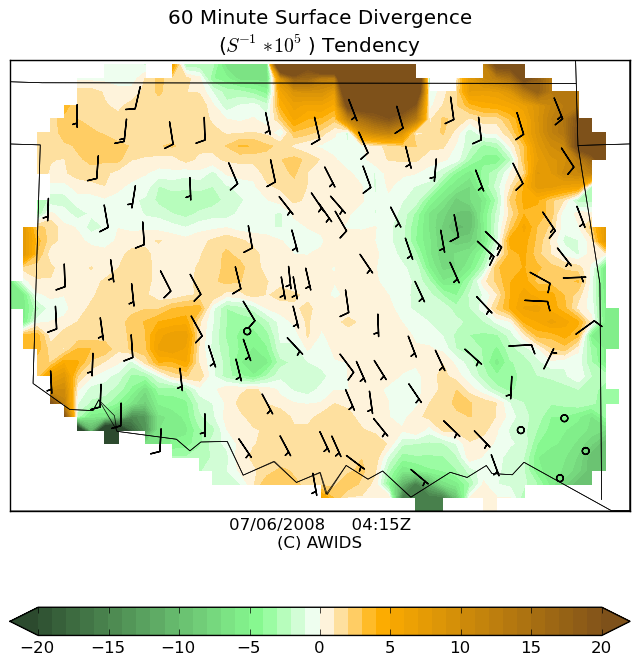 60 Minute Surface Divergence
(S⁻¹ *10⁵ ) Tendency
07/06/2008 04:15Z
(C) AWIDS
−20 −15 −10 −5 0 5 10 15 20